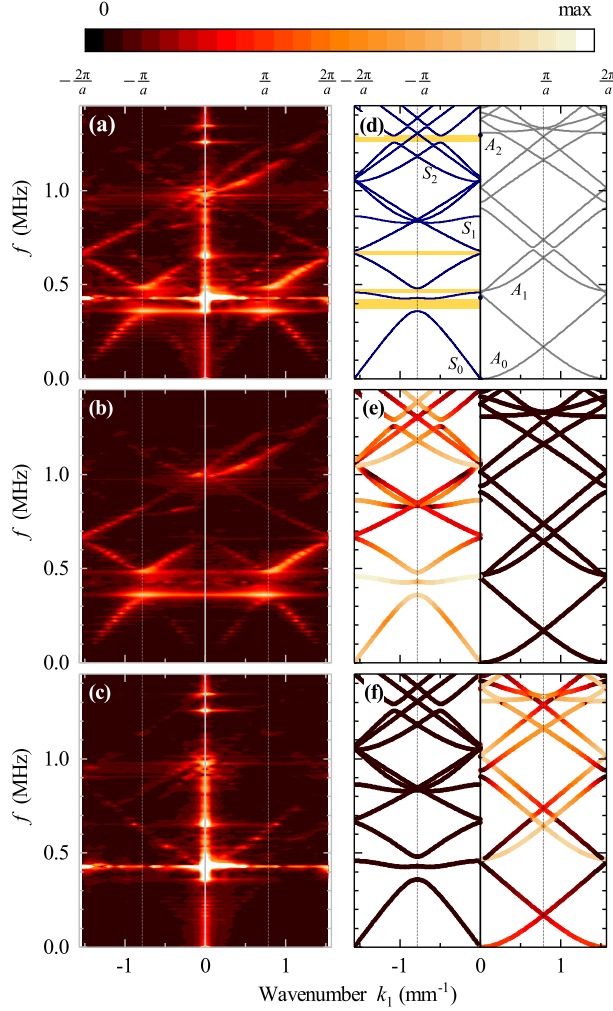 0 max
−2π/a −π/a π/a 2π/a −2π/a −π/a π/a 2π/a
(a) (d)
A2
S2
1.0
S1
f (MHz)
0.5
A1
A0
S0
0.0
(b) (e)
1.0
f (MHz)
0.5
0.0
(c) (f)
1.0
f (MHz)
0.5
0.0
-1 0 1 -1 0 1
Wavenumber k1 (mm-1)